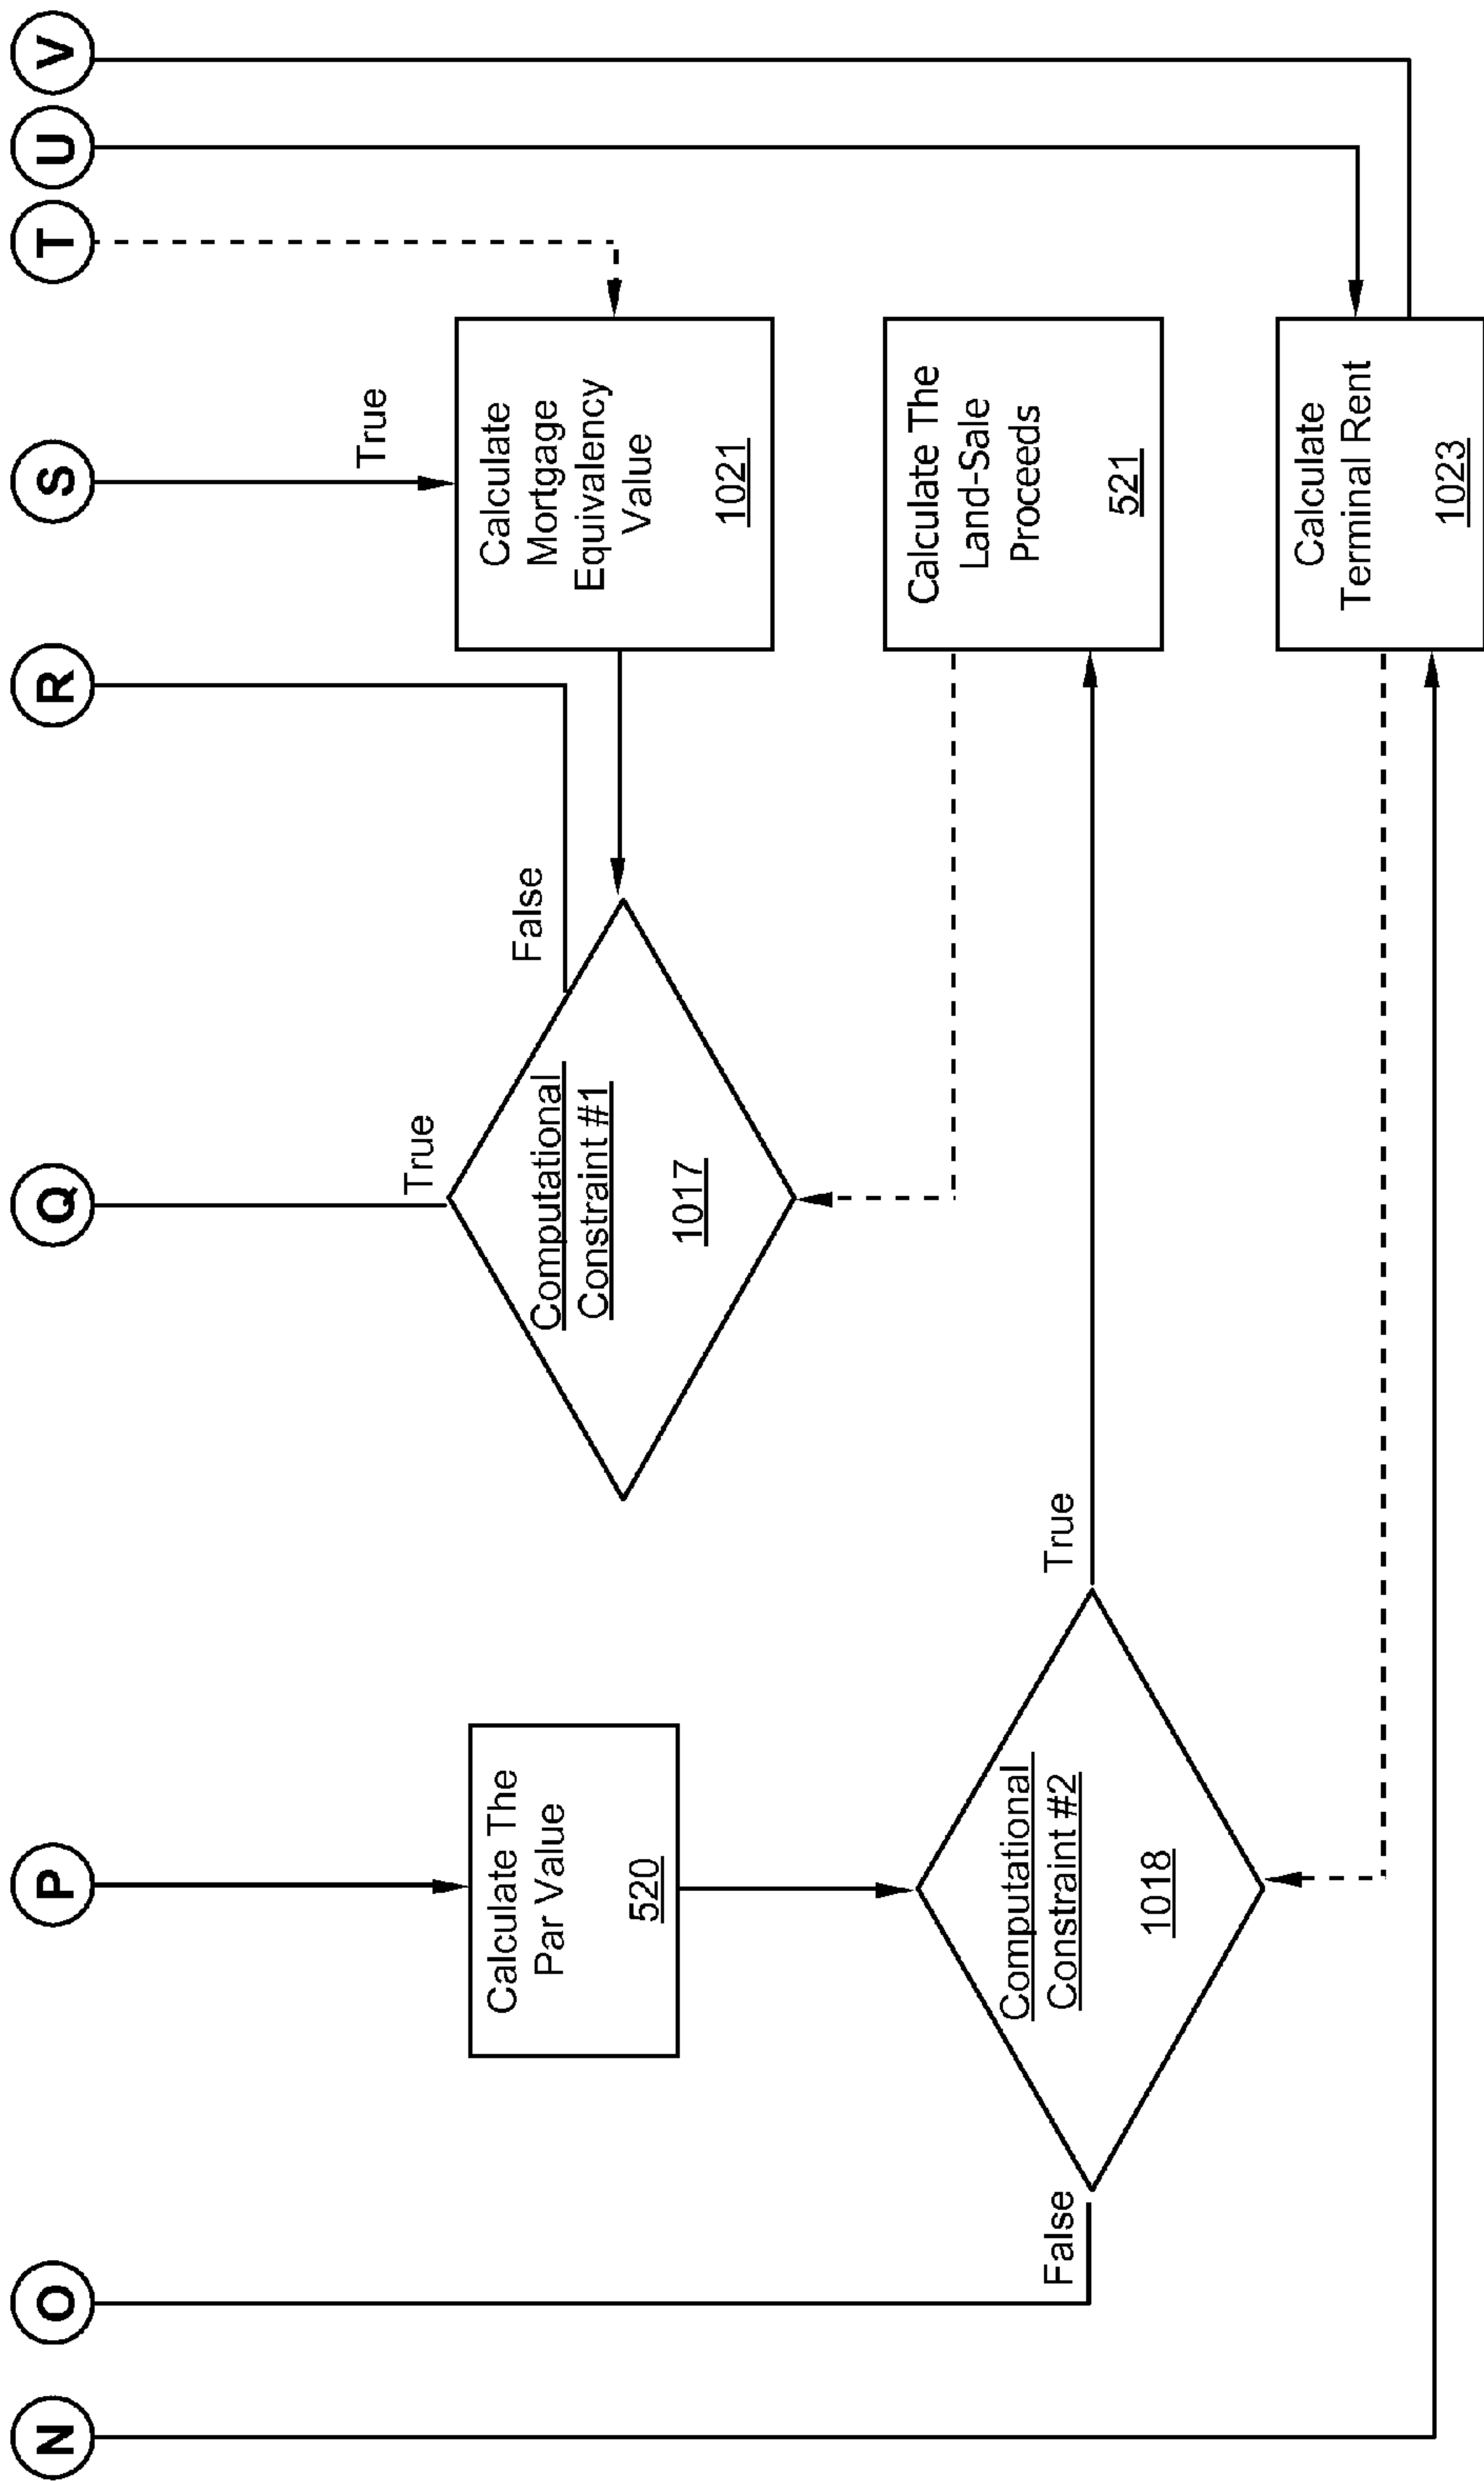 N
O
P
Q
R
S
T
U
V
True
True
False
Calculate The
Par Value
520
Computational
Constraint #1
1017
Calculate
Mortgage
Equivalency
Value
1021
False
Computational
Constraint #2
1018
True
Calculate The
Land-Sale
Proceeds
521
Calculate
Terminal Rent
1023